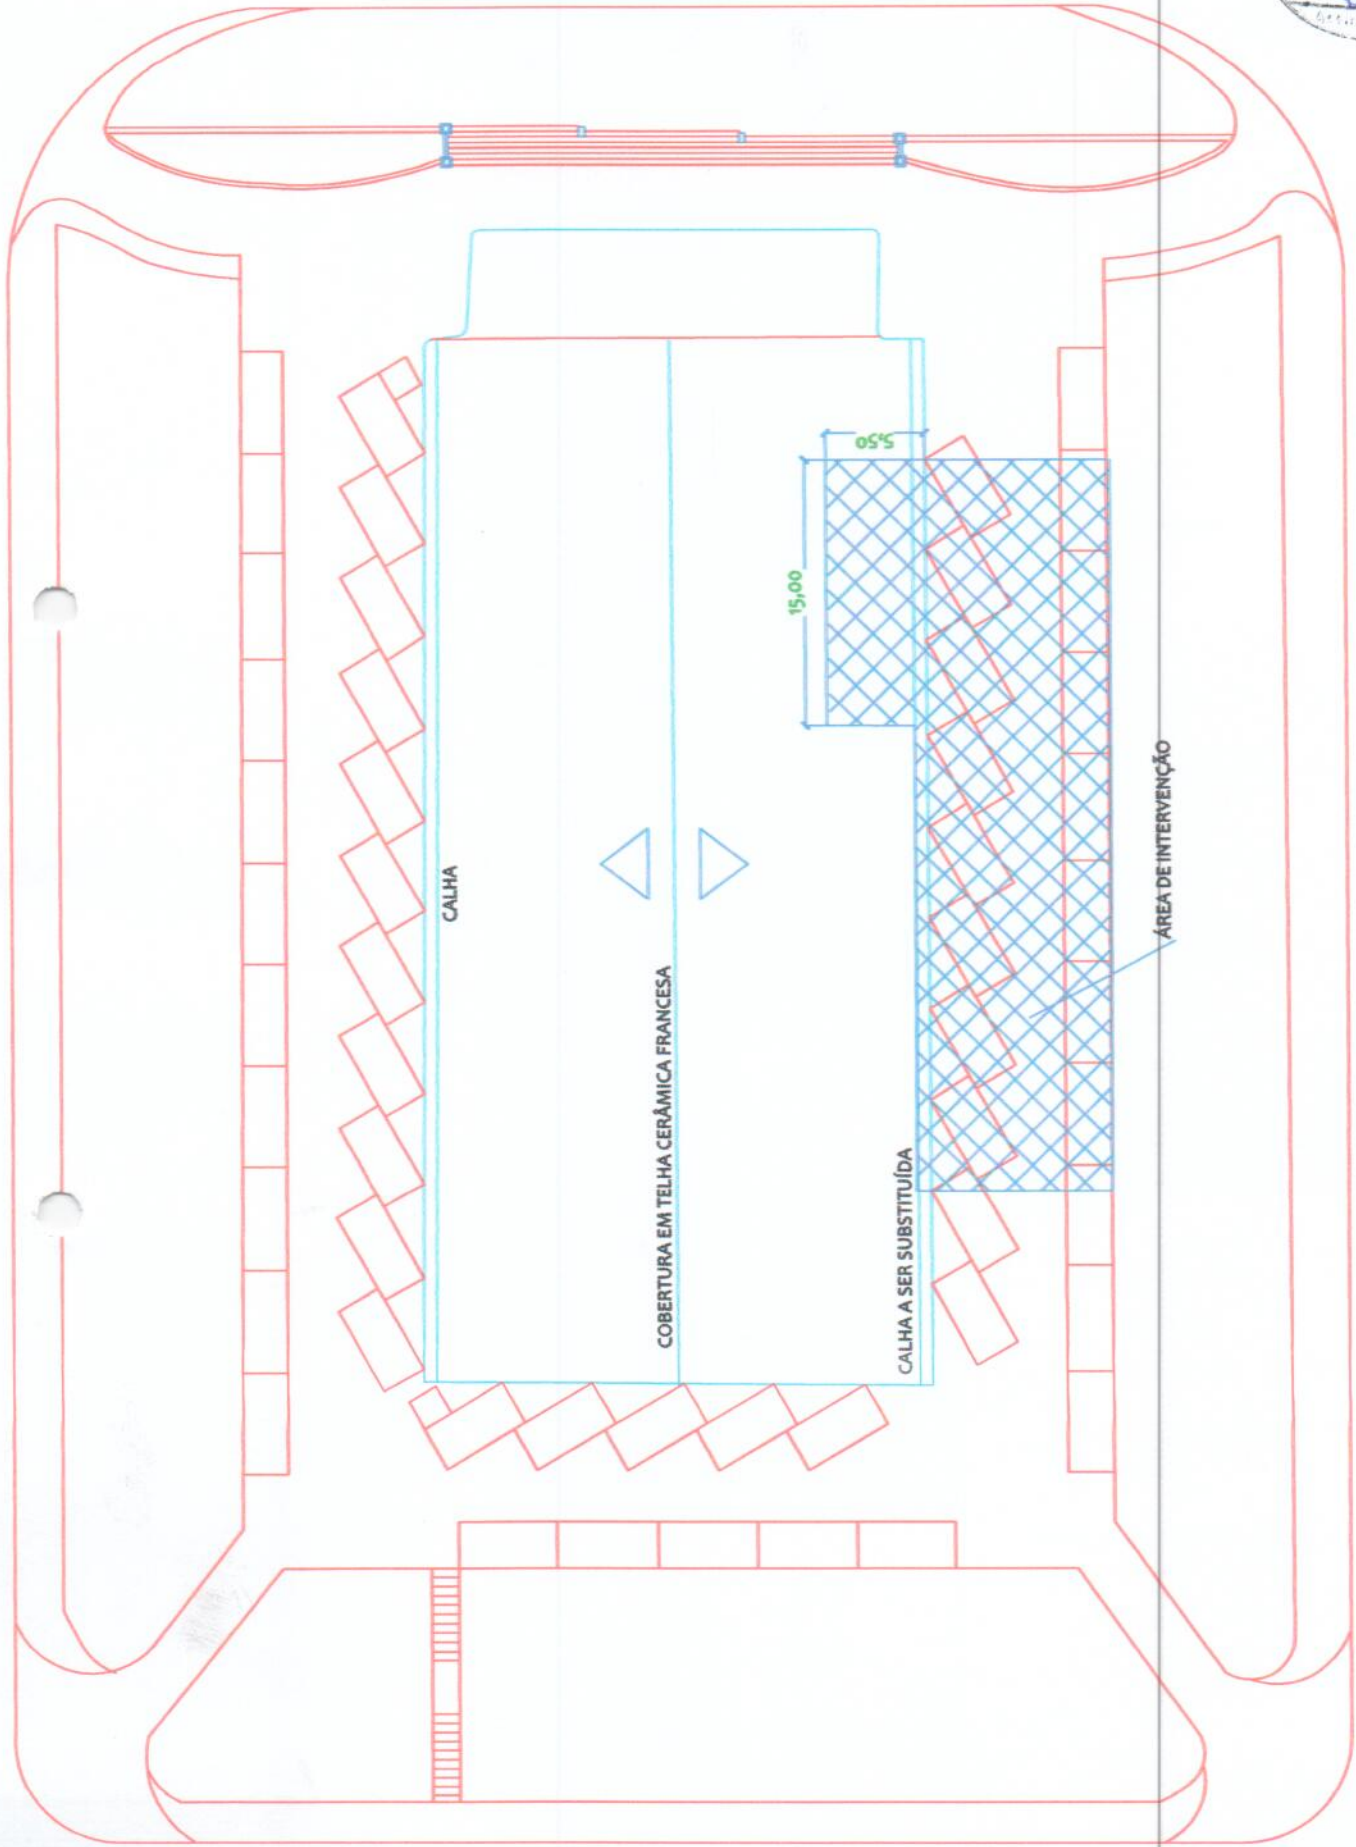 5,50
15,00
CALHA
ÁREA DE INTERVENÇÃO
COBERTURA EM TELHA CERÂMICA FRANCESA
CALHA A SER SUBSTITUÍDA